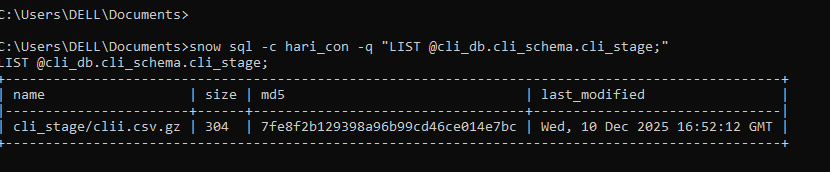 C:\Users\DELL\Documents>
C:\Users\DELL\Documents>snow sql -c hari_con -q "LIST @cli_db.cli_schema.cli_stage;"
LIST @cli_db.cli_schema.cli_stage;
+-----------------------------------------------------------------------------------------------+
| name | size | md5 | last_modified |
|----------------------+------+----------------------------------+------------------------------|
| cli_stage/clii.csv.gz | 304 | 7fe8f2b129398a96b99cd46ce014e7bc | Wed, 10 Dec 2025 16:52:12 GMT |
+-----------------------------------------------------------------------------------------------+